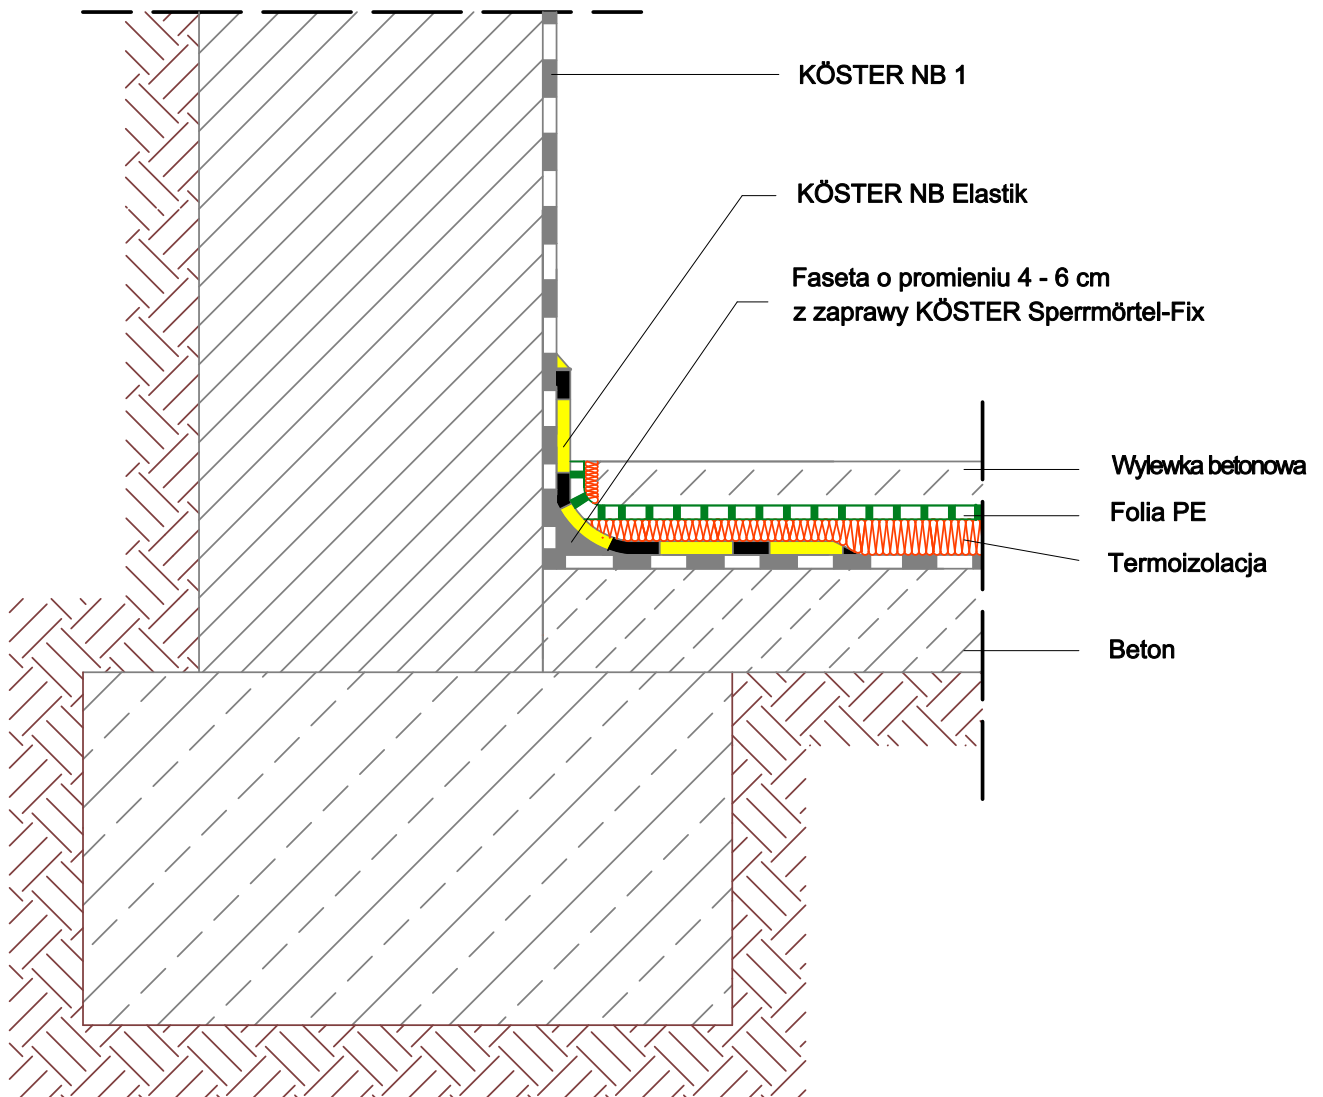 KÖSTER NB 1
KÖSTER NB Elastik
Faseta o promieniu 4 - 6 cm
z zaprawy KÖSTER Sperrmörtel-Fix
Wylewka betonowa
Folia PE
Termoizolacja
Beton